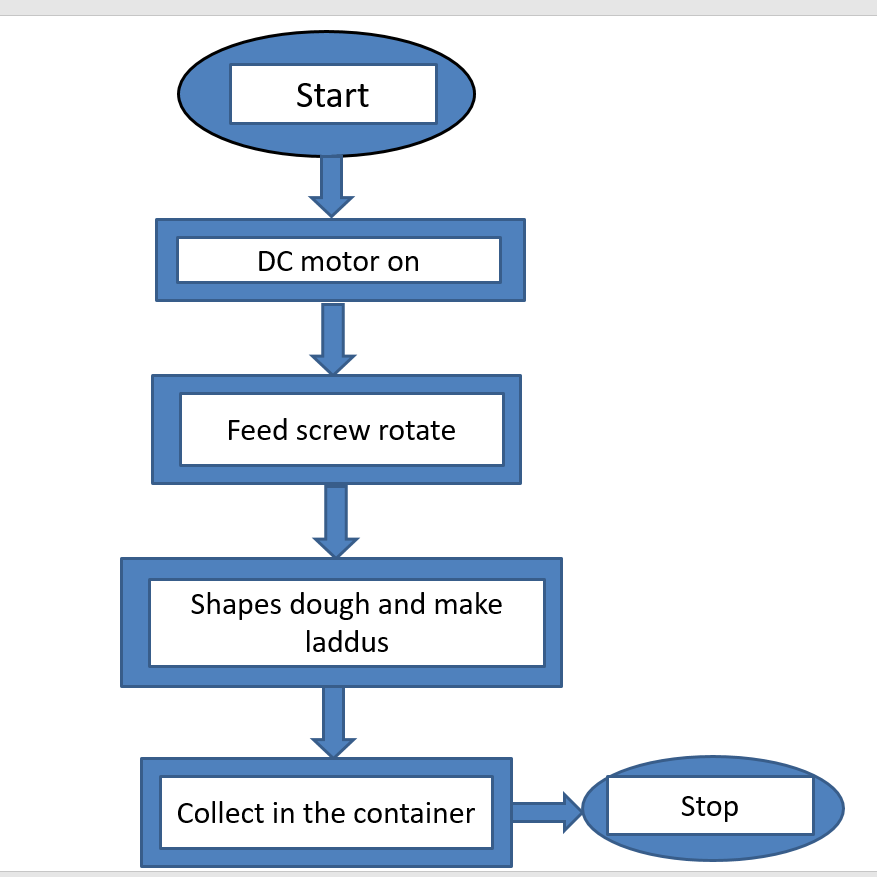 Start
DC motor on
Feed screw rotate
Shapes dough and make
laddus
Collect in the container
Stop